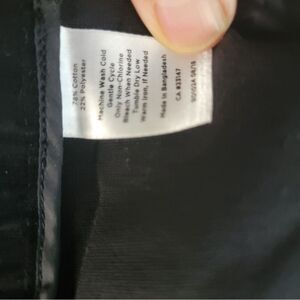 78% Cotton
22% Polyester
Machine Wash Cold
Gentle Cycle
Only Non-Chlorine
Bleach When Needed
Tumble Dry Low
Warm Iron, If Needed
Made in Bangladesh
CA #33147